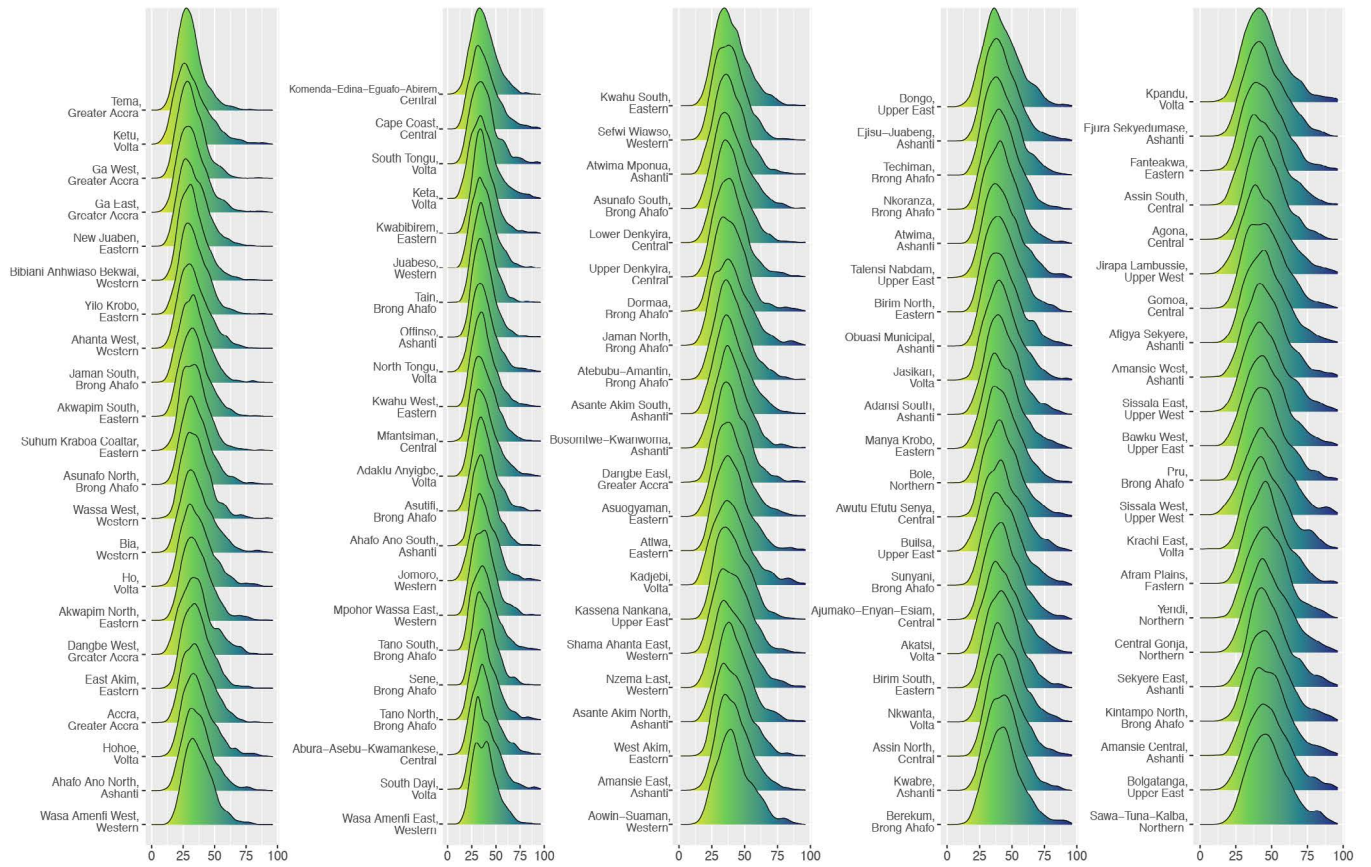 Tema,
Greater Accra
Ketu,
Volta
Ga West,
Greater Accra
Ga East,
Greater Accra
New Juaben,
Eastern
Bibiani Anhwiaso Bekwai,
Western
Yilo Krobo,
Eastern
Ahanta West,
Western
Jaman South,
Brong Ahafo
Akwapim South,
Eastern
Suhum Kraboa Coaltar,
Eastern
Asunafo North,
Brong Ahafo
Wassa West,
Western
Bia,
Western
Ho,
Volta
Akwapim North,
Eastern
Dangbe West,
Greater Accra
East Akim,
Eastern
Accra,
Greater Accra
Hohoe,
Volta
Ahafo Ano North,
Ashanti
Wasa Amenfi West,
Western
0 25 50 75 100
Komenda−Edina−Eguafo−Abirem
Central
Cape Coast,
Central
South Tongu,
Volta
Keta,
Volta
Kwabibirem,
Eastern
Juabeso,
Western
Tain,
Brong Ahafo
Offinso,
Ashanti
North Tongu,
Volta
Kwahu West,
Eastern
Mfantsiman,
Central
Adaklu Anyigbe,
Volta
Asutifi,
Brong Ahafo
Ahafo Ano South,
Ashanti
Jomoro,
Western
Mpohor Wassa East,
Western
Tano South,
Brong Ahafo
Sene,
Brong Ahafo
Tano North,
Brong Ahafo
Abura−Asebu−Kwamankese,
Central
South Dayi,
Volta
Wasa Amenfi East,
Western
0 25 50 75 100
Kwahu South,
Eastern
Sefwi Wiawso,
Western
Atwima Mponua,
Ashanti
Asunafo South,
Brong Ahafo
Lower Denkyira,
Central
Upper Denkyira,
Central
Dormaa,
Brong Ahafo
Jaman North,
Brong Ahafo
Atebubu−Amantin,
Brong Ahafo
Asante Akim South,
Ashanti
Bosomtwe−Kwanwoma,
Ashanti
Dangbe East,
Greater Accra
Asuogyaman,
Eastern
Atiwa,
Eastern
Kadjebi,
Volta
Kassena Nankana,
Upper East
Shama Ahanta East,
Western
Nzema East,
Western
Asante Akim North,
Ashanti
West Akim,
Eastern
Amansie East,
Ashanti
Aowin−Suaman,
Western
0 25 50 75 100
Bongo,
Upper East
Ejisu−Juabeng,
Ashanti
Techiman,
Brong Ahafo
Nkoranza,
Brong Ahafo
Atwima,
Ashanti
Talensi Nabdam,
Upper East
Birim North,
Eastern
Obuasi Municipal,
Ashanti
Jasikan,
Volta
Adansi South,
Ashanti
Manya Krobo,
Eastern
Bole,
Northern
Awutu Efutu Senya,
Central
Builsa,
Upper East
Sunyani,
Brong Ahafo
Ajumako−Enyan−Esiam,
Central
Akatsi,
Volta
Birim South,
Eastern
Nkwanta,
Volta
Assin North,
Central
Kwabre,
Ashanti
Berekum,
Brong Ahafo
0 25 50 75 100
Kpandu,
Volta
Ejura Sekyedumase,
Ashanti
Fanteakwa,
Eastern
Assin South,
Central
Agona,
Central
Jirapa Lambussie,
Upper West
Gomoa,
Central
Afigya Sekyere,
Ashanti
Amansie West,
Ashanti
Sissala East,
Upper West
Bawku West,
Upper East
Pru,
Brong Ahafo
Sissala West,
Upper West
Krachi East,
Volta
Afram Plains,
Eastern
Yendi,
Northern
Central Gonja,
Northern
Sekyere East,
Ashanti
Kintampo North,
Brong Ahafo
Amansie Central,
Ashanti
Bolgatanga,
Upper East
Sawa−Tuna−Kalba,
Northern
0 25 50 75 100